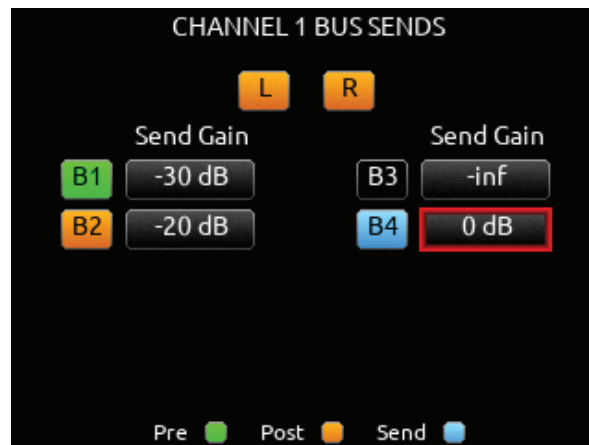 CHANNEL 1 BUS SENDS
L R
Send Gain Send Gain
B1 -30 dB B3 -inf
B2 -20 dB B4 0 dB
Pre Post Send